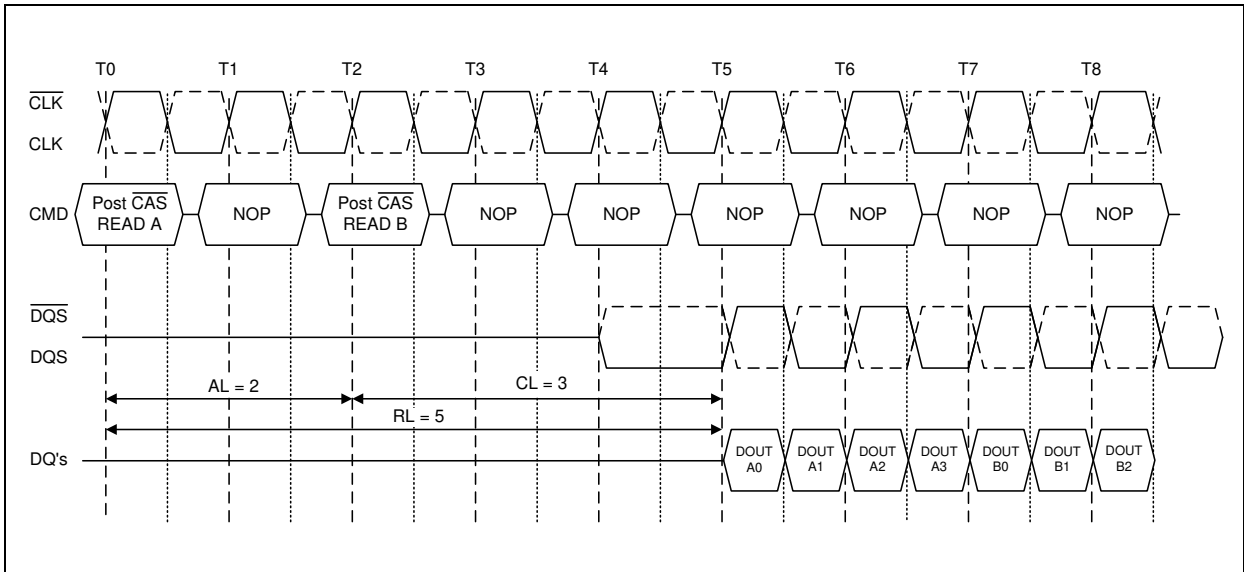 T0 T1 T2 T3 T4 T5 T6 T7 T8
CLK
CLK
CMD
Post CAS
READ A
NOP
Post CAS
READ B
NOP
NOP
NOP
NOP
NOP
NOP
DQS
DQS
AL = 2
CL = 3
RL = 5
DQ's
DOUT
A0
DOUT
A1
DOUT
A2
DOUT
A3
DOUT
B0
DOUT
B1
DOUT
B2